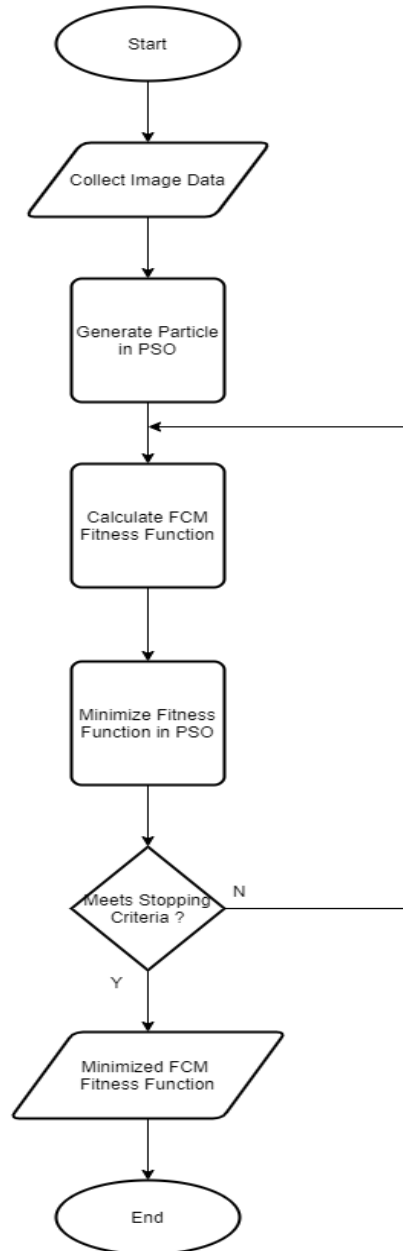 Start
Collect Image Data
Generate Particle
in PSO
Calculate FCM
Fitness Function
Minimize Fitness
Function in PSO
Meets Stopping
Criteria ?
N
Y
Minimized FCM
Fitness Function
End